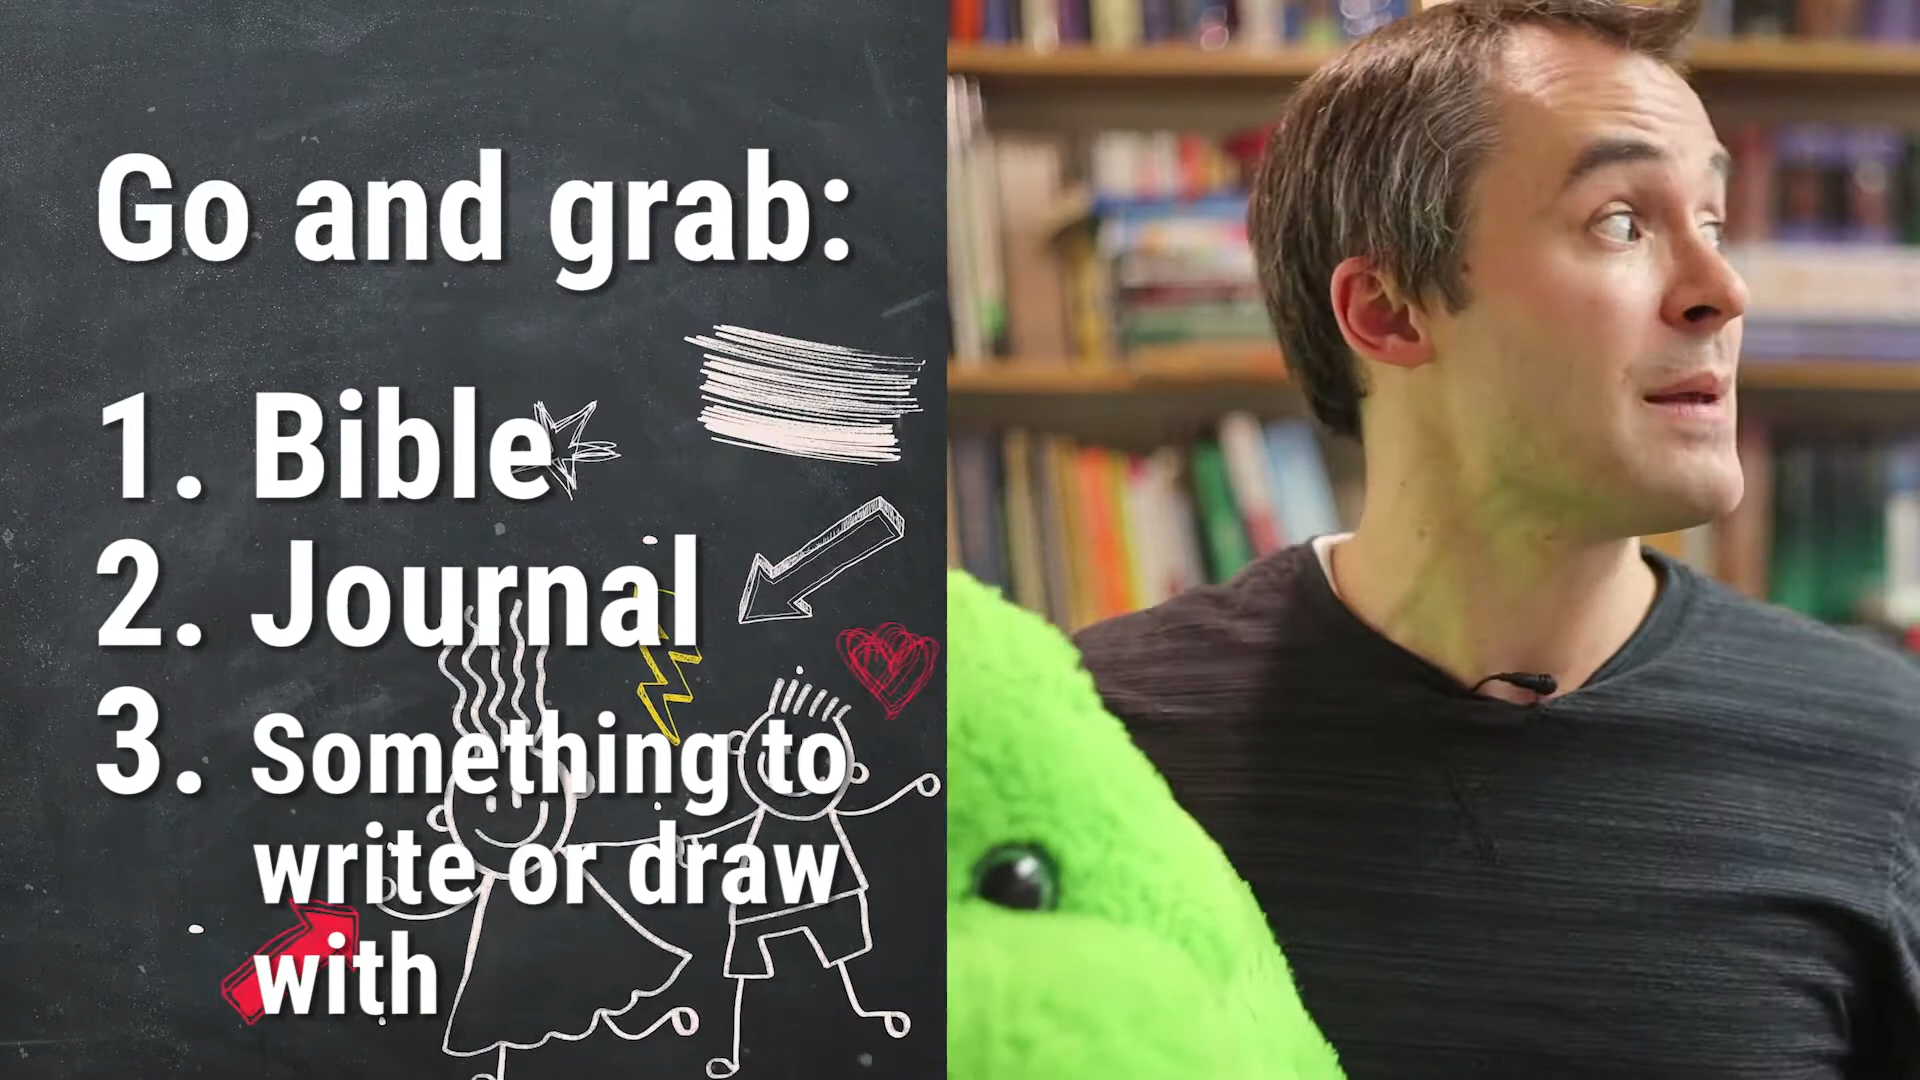 Go and grab:
1. Bible
2. Journal
3. Something to
write or draw
with